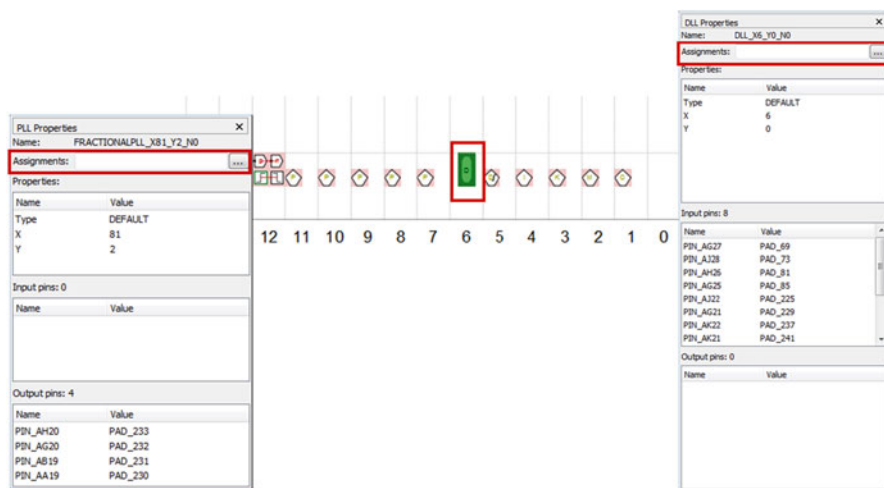 PLL Properties
Name: FRACTIONALPLL_X81_Y2_N0
Assignments: ...
Properties:
Name Value
Type DEFAULT
X 81
Y 2
Input pins: 0
Name Value
Output pins: 4
Name Value
PIN_AH20 PAD_233
PIN_AG20 PAD_232
PIN_AB19 PAD_231
PIN_AA19 PAD_230
12 11 10 9 8 7 6 5 4 3 2 1 0
DLL Properties
Name: DLL_X6_Y0_N0
Assignments: ...
Properties:
Name Value
Type DEFAULT
X 6
Y 0
Input pins: 8
Name Value
PIN_AG27 PAD_69
PIN_AJ28 PAD_73
PIN_AH26 PAD_81
PIN_AG25 PAD_85
PIN_AJ22 PAD_225
PIN_AG21 PAD_229
PIN_AK22 PAD_237
PIN_AK21 PAD_241
Output pins: 0
Name Value